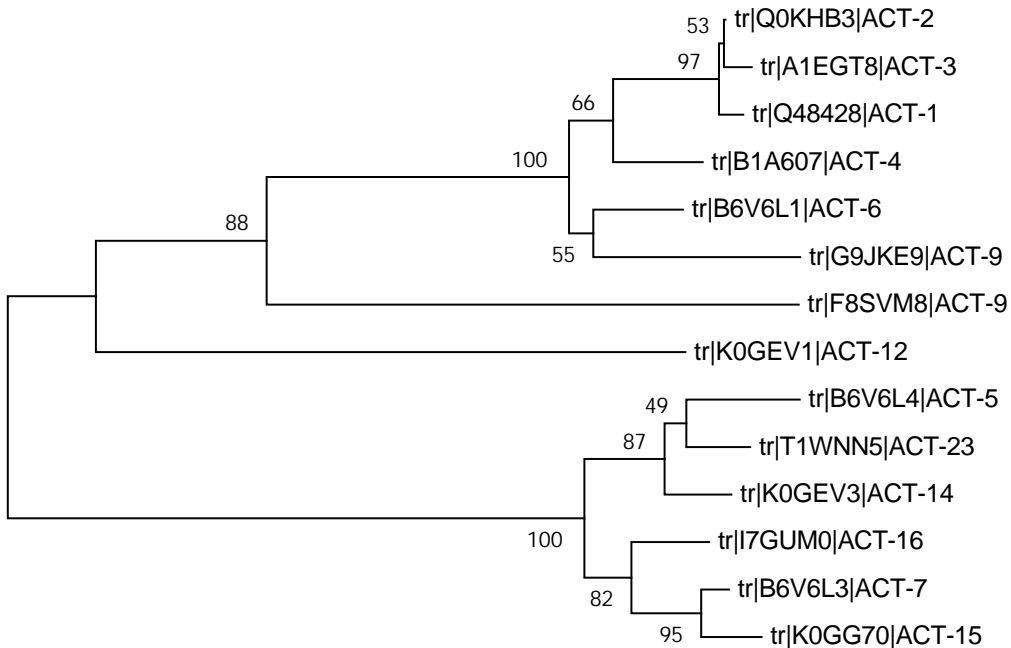 53
tr|Q0KHB3|ACT-2
97
tr|A1EGT8|ACT-3
66
tr|Q48428|ACT-1
100
tr|B1A607|ACT-4
88
tr|B6V6L1|ACT-6
55
tr|G9JKE9|ACT-9
tr|F8SVM8|ACT-9
tr|K0GEV1|ACT-12
49
tr|B6V6L4|ACT-5
87
tr|T1WNN5|ACT-23
tr|K0GEV3|ACT-14
100
tr|I7GUM0|ACT-16
82
tr|B6V6L3|ACT-7
95
tr|K0GG70|ACT-15